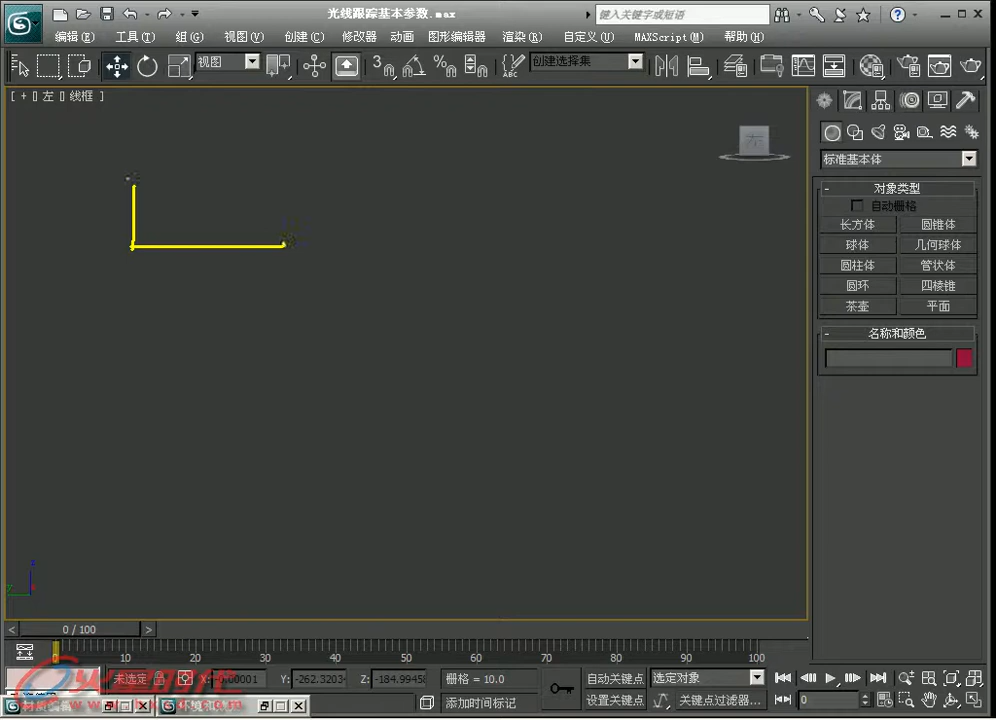 光线跟踪基本参数.max
键入关键字或短语
编辑(E) 工具(T) 组(G) 视图(V) 创建(C) 修改器 动画 图形编辑器 渲染(R) 自定义(U) MAXScript(M) 帮助(H)
视图
3
%
ABC
创建选择集
[ + [] 左 [] 线框 ]
标准基本体
- 对象类型
自动栅格
长方体 圆锥体
球体 几何球体
圆柱体 管状体
圆环 四棱锥
茶壶 平面
- 名称和颜色
z
y
< 0 / 100 >
0 10 20 30 40 50 60 70 80 90 100
未选定 X: -0.00001 Y: -262.3203 Z: -184.9945 栅格 = 10.0 自动关键点 选定对象
添加时间标记 设置关键点 关键点过滤器... 0